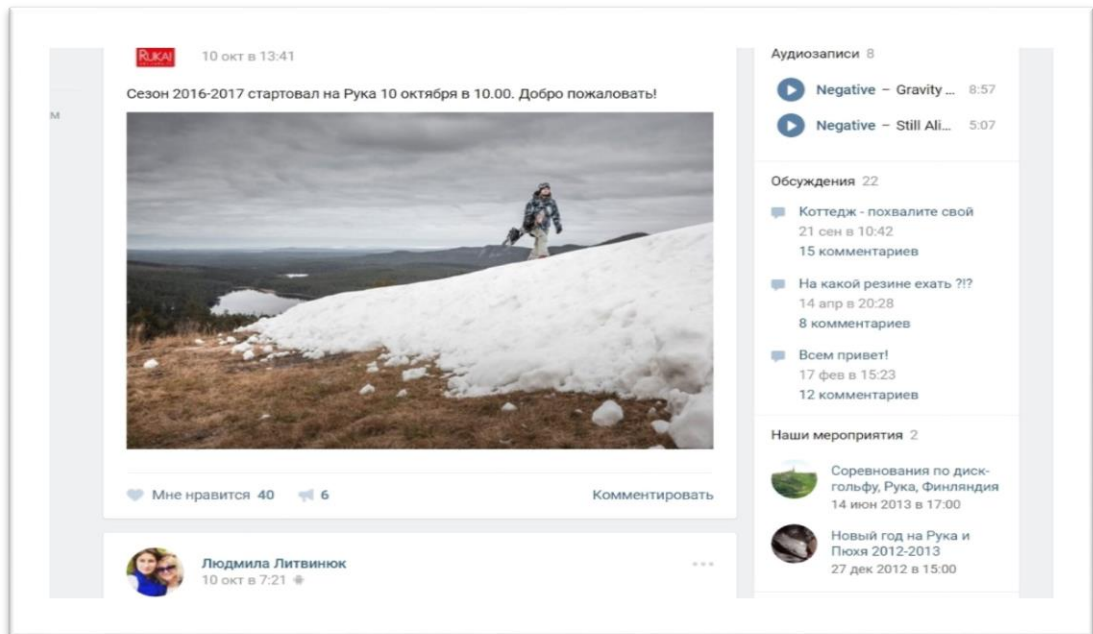 RUKA!
10 окт в 13:41
Сезон 2016-2017 стартовал на Рука 10 октября в 10.00. Добро пожаловать!
м
Мне нравится 40
6
Комментировать
Людмила Литвинюк
10 окт в 7:21
Аудиозаписи 8
Negative – Gravity ... 8:57
Negative – Still Ali... 5:07
Обсуждения 22
Коттедж - похвалите свой
21 сен в 10:42
15 комментариев
На какой резине ехать ?!?
14 апр в 20:28
8 комментариев
Всем привет!
17 фев в 15:23
12 комментариев
Наши мероприятия 2
Соревнования по диск-
гольфу, Рука, Финляндия
14 июн 2013 в 17:00
Новый год на Рука и
Пюхя 2012-2013
27 дек 2012 в 15:00